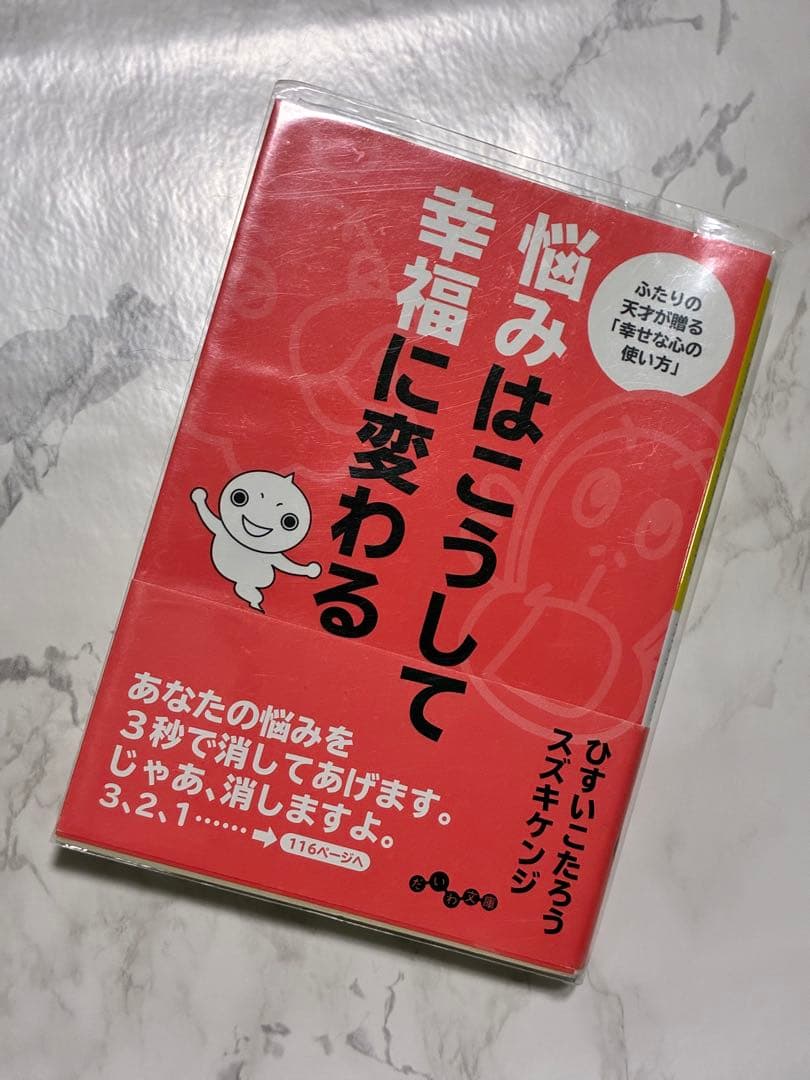 悩みはこうして
幸福に変わる
ふたりの
天才が贈る
「幸せな心の
使い方」
あなたの悩みを
3秒で消してあげます。
じゃあ、消しますよ。
3、2、1……➡116ページへ
ひすいこたろう
スズキケンジ
だいわ文庫